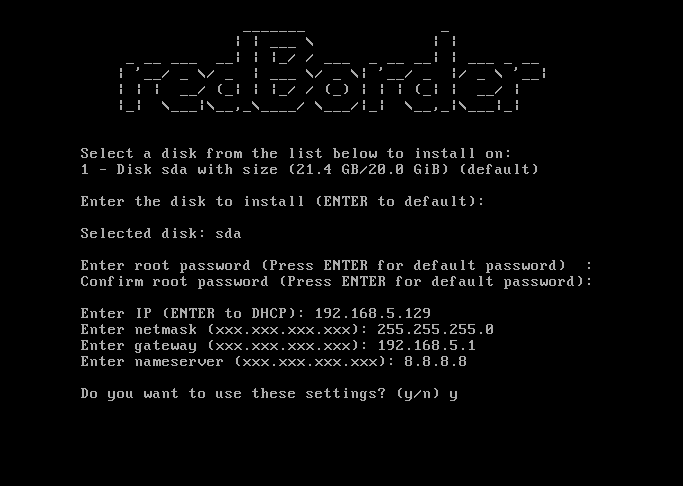 redBorder
Select a disk from the list below to install on:
1 - Disk sda with size (21.4 GB/20.0 GiB) (default)
Enter the disk to install (ENTER to default):
Selected disk: sda
Enter root password (Press ENTER for default password)  :
Confirm root password (Press ENTER for default password):
Enter IP (ENTER to DHCP): 192.168.5.129
Enter netmask (xxx.xxx.xxx.xxx): 255.255.255.0
Enter gateway (xxx.xxx.xxx.xxx): 192.168.5.1
Enter nameserver (xxx.xxx.xxx.xxx): 8.8.8.8
Do you want to use these settings? (y/n) y